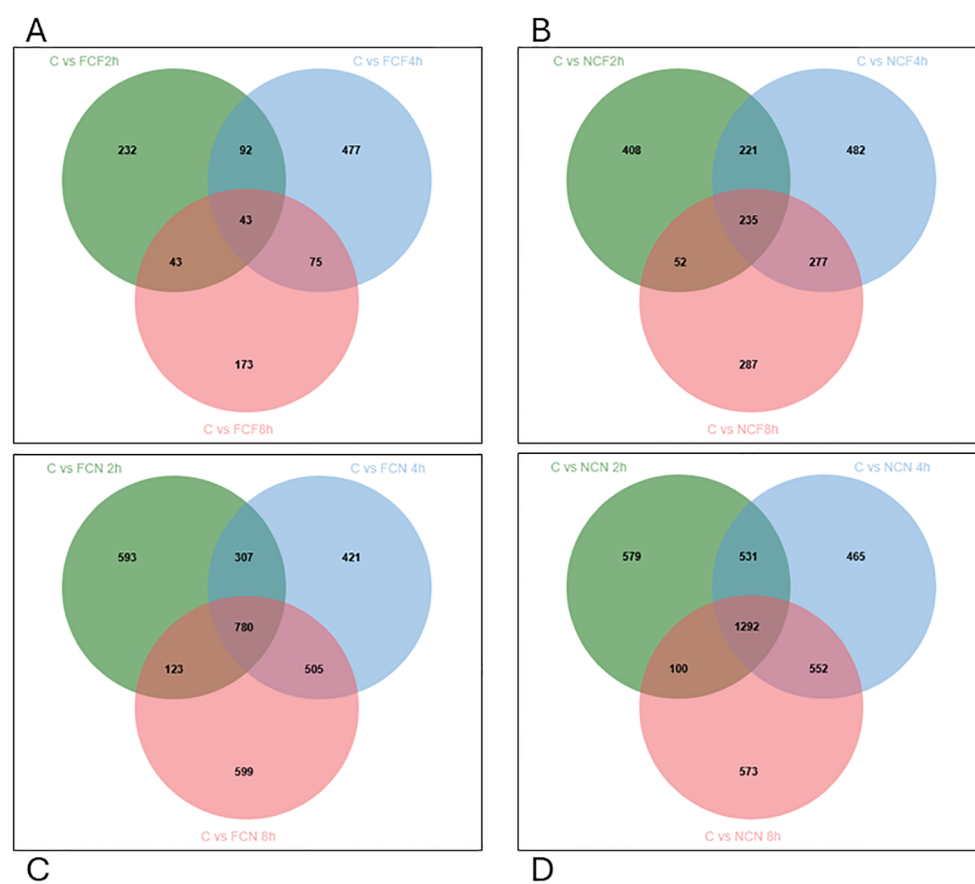 A
B
C vs FCF2h
C vs FCF4h
232
92
477
43
43
75
173
C vs FCF8h
C vs NCF2h
C vs NCF4h
408
221
482
235
52
277
287
C vs NCF8h
C vs FCN 2h
C vs FCN 4h
593
307
421
780
123
505
599
C vs FCN 8h
C vs NCN 2h
C vs NCN 4h
579
531
465
1292
100
552
573
C vs NCN 8h
C
D